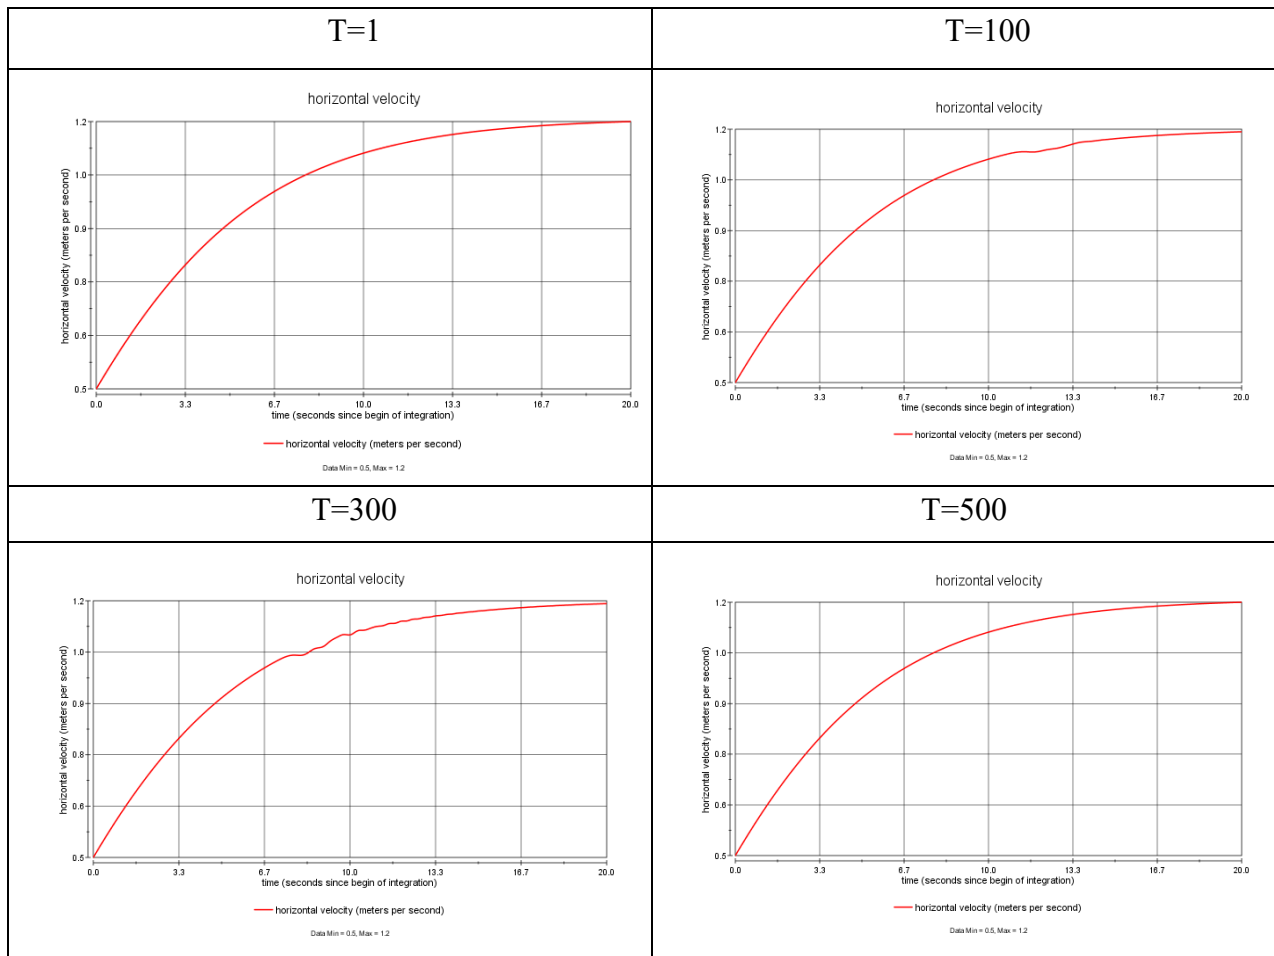 T=1
T=100
horizontal velocity
horizontal velocity (meters per second)
1.2
1.0
0.9
0.8
0.6
0.5
0.0 3.3 6.7 10.0 13.3 16.7 20.0
time (seconds since begin of integration)
horizontal velocity (meters per second)
Data Min = 0.5, Max = 1.2
horizontal velocity
horizontal velocity (meters per second)
1.2
1.0
0.9
0.8
0.6
0.5
0.0 3.3 6.7 10.0 13.3 16.7 20.0
time (seconds since begin of integration)
horizontal velocity (meters per second)
Data Min = 0.5, Max = 1.2
T=300
T=500
horizontal velocity
horizontal velocity (meters per second)
1.2
1.0
0.9
0.8
0.6
0.5
0.0 3.3 6.7 10.0 13.3 16.7 20.0
time (seconds since begin of integration)
horizontal velocity (meters per second)
Data Min = 0.5, Max = 1.2
horizontal velocity
horizontal velocity (meters per second)
1.2
1.0
0.9
0.8
0.6
0.5
0.0 3.3 6.7 10.0 13.3 16.7 20.0
time (seconds since begin of integration)
horizontal velocity (meters per second)
Data Min = 0.5, Max = 1.2